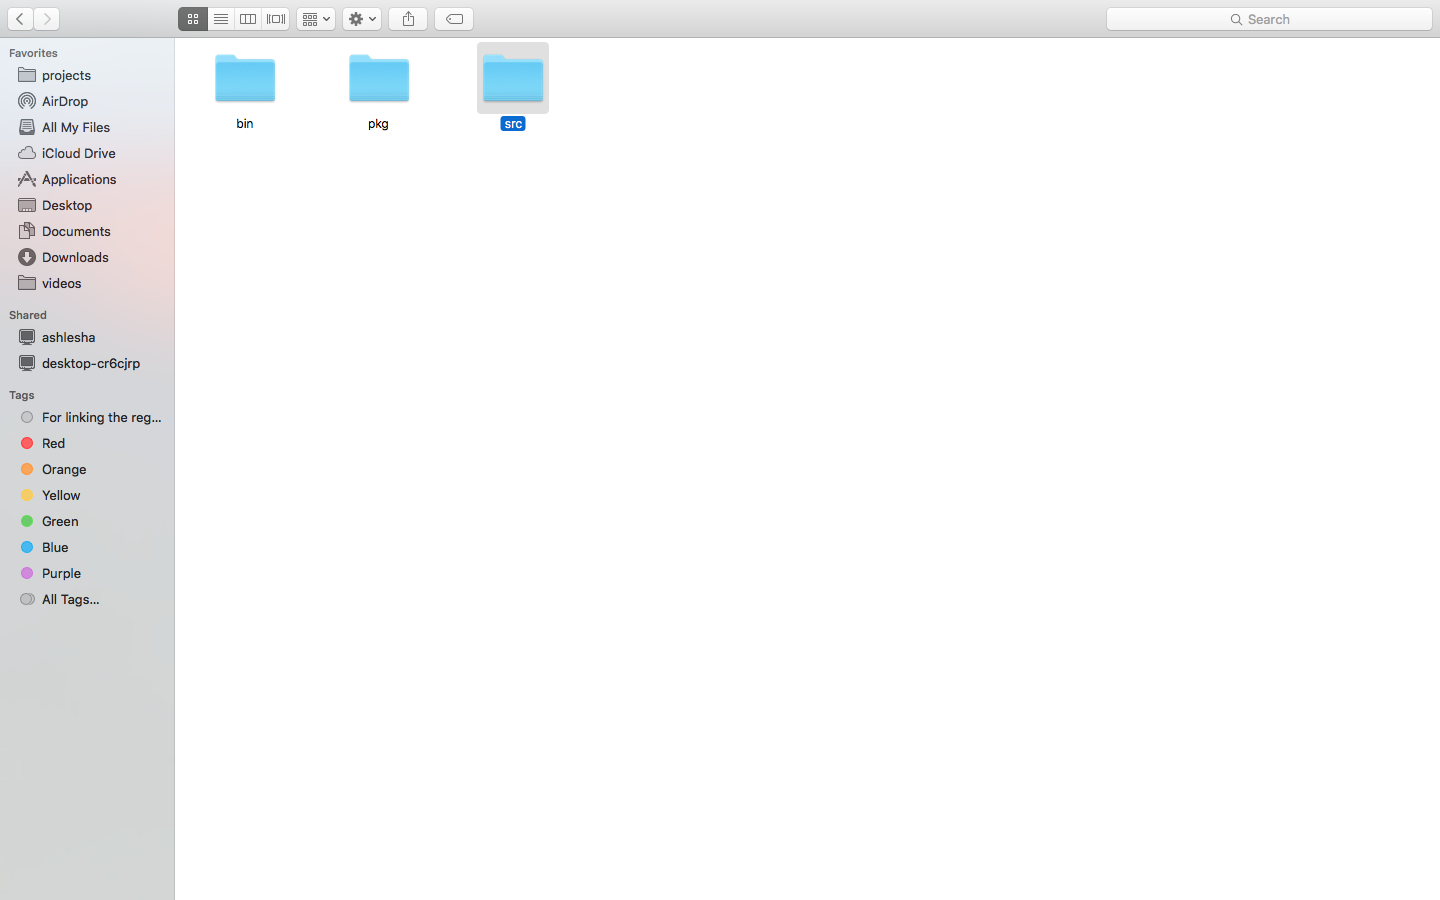 Search
Favorites
projects
AirDrop
All My Files
iCloud Drive
Applications
Desktop
Documents
Downloads
videos
Shared
ashlesha
desktop-cr6cjrp
Tags
For linking the reg...
Red
Orange
Yellow
Green
Blue
Purple
All Tags...
bin
pkg
src